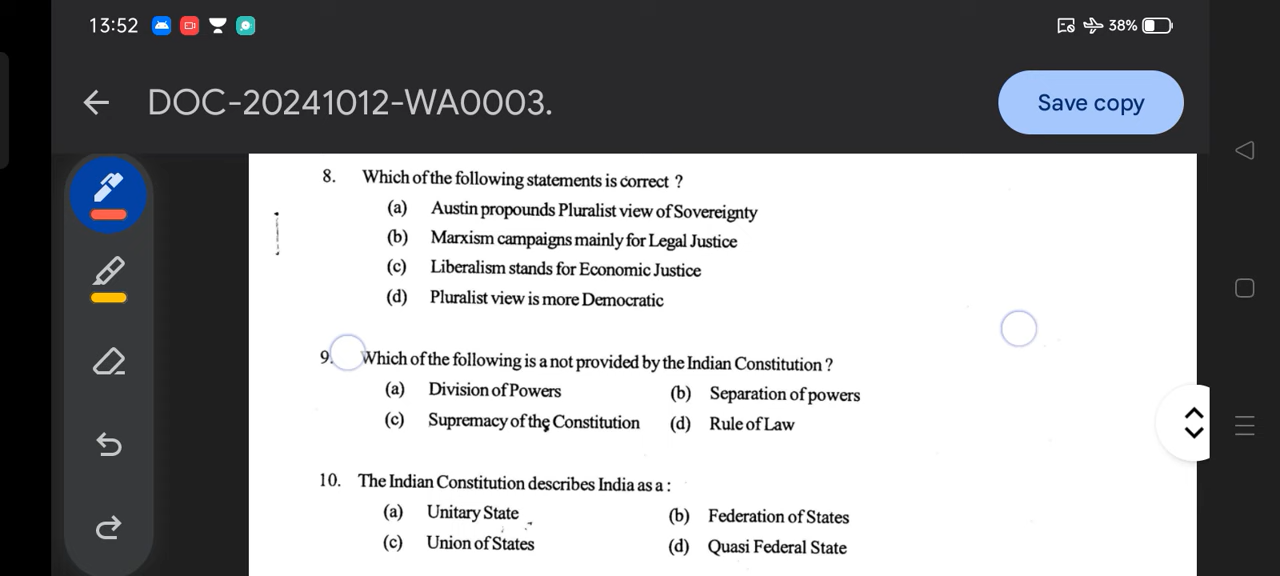 13:52
38%
DOC-20241012-WA0003.
Save copy
8. Which of the following statements is correct ?
(a) Austin propounds Pluralist view of Sovereignty
(b) Marxism campaigns mainly for Legal Justice
(c) Liberalism stands for Economic Justice
(d) Pluralist view is more Democratic
9. Which of the following is a not provided by the Indian Constitution ?
(a) Division of Powers (b) Separation of powers
(c) Supremacy of the Constitution (d) Rule of Law
10. The Indian Constitution describes India as a :
(a) Unitary State (b) Federation of States
(c) Union of States (d) Quasi Federal State